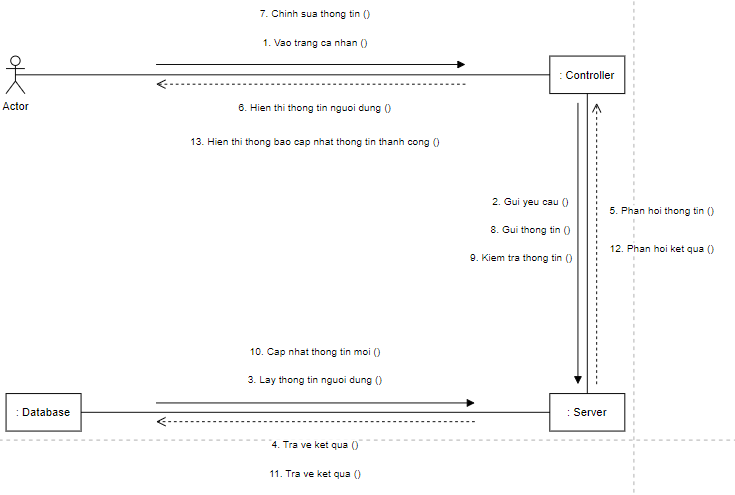 7. Chinh sua thong tin ()
1. Vao trang ca nhan ()
: Controller
Actor
6. Hien thi thong tin nguoi dung ()
13. Hien thi thong bao cap nhat thong tin thanh cong ()
2. Gui yeu cau ()
5. Phan hoi thong tin ()
8. Gui thong tin ()
12. Phan hoi ket qua ()
9. Kiem tra thong tin ()
10. Cap nhat thong tin moi ()
3. Lay thong tin nguoi dung ()
: Database
: Server
4. Tra ve ket qua ()
11. Tra ve ket qua ()